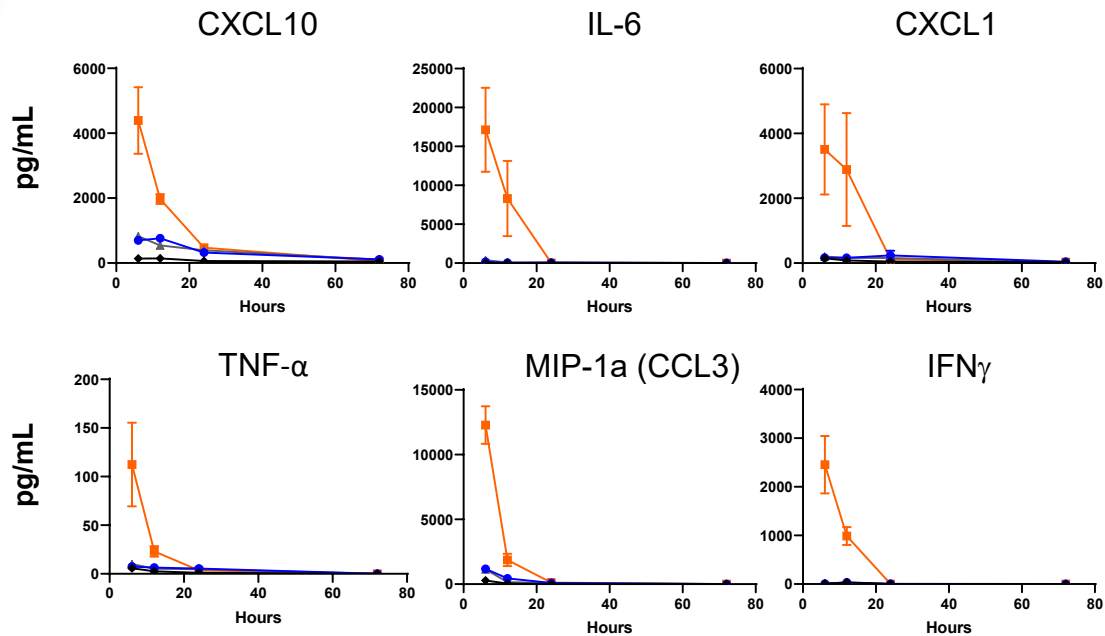 CXCL10 IL-6 CXCL1
pg/mL
6000 25000 6000
20000
4000 15000 4000
10000
2000 5000 2000
0 0 0
0 20 40 60 80 0 20 40 60 80 0 20 40 60 80
Hours Hours Hours
TNF-α MIP-1a (CCL3) IFNγ
pg/mL
200 15000 4000
150 10000 3000
100 2000
50 5000 1000
0 0 0
0 20 40 60 80 0 20 40 60 80 0 20 40 60 80
Hours Hours Hours